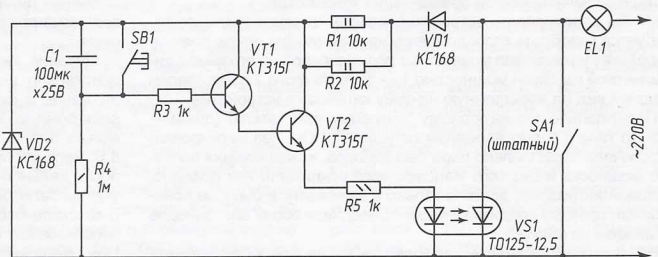 C1
100мк
х25В
SB1
VT1
КТ315Г
R1 10к
R2 10к
VD1
КС168
EL1
R3 1к
VT2
КТ315Г
SA1
(штатный)
~220В
VD2
КС168
R4
1м
R5 1к
VS1
ТО125-12,5